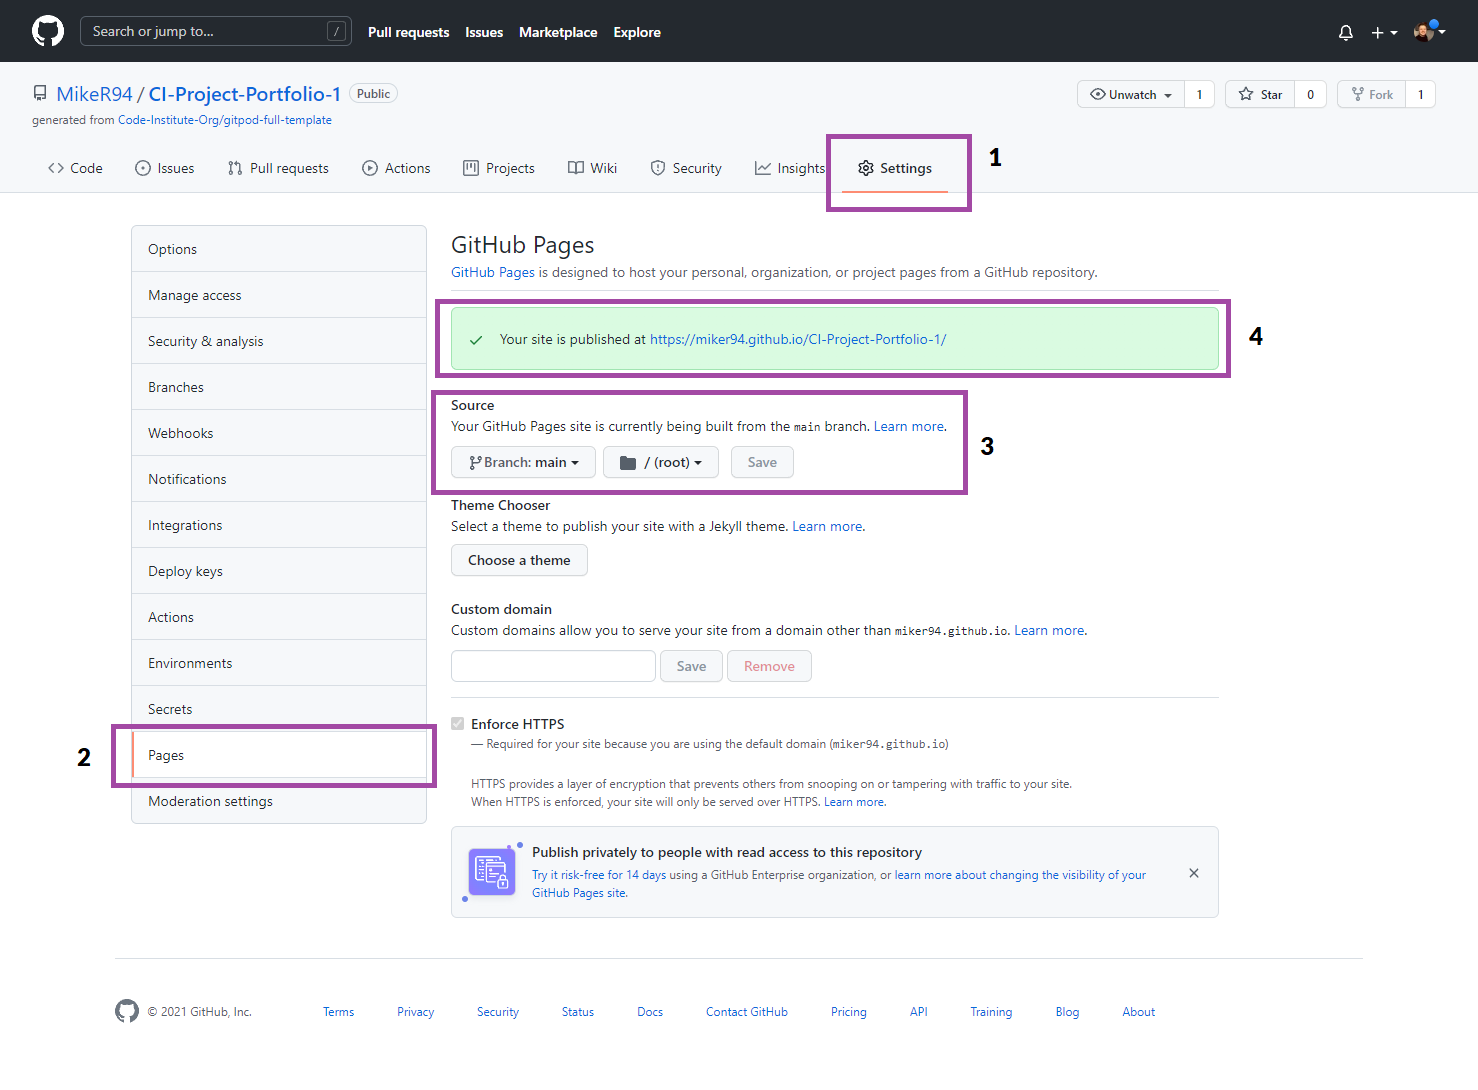 Search or jump to... / Pull requests Issues Marketplace Explore
MikeR94 / CI-Project-Portfolio-1 Public
Unwatch 1 Star 0 Fork 1
generated from Code-Institute-Org/gitpod-full-template
Code Issues Pull requests Actions Projects Wiki Security Insights Settings 1
Options
Manage access
Security & analysis
Branches
Webhooks
Notifications
Integrations
Deploy keys
Actions
Environments
Secrets
2 Pages
Moderation settings
GitHub Pages
GitHub Pages is designed to host your personal, organization, or project pages from a GitHub repository.
Your site is published at https://miker94.github.io/CI-Project-Portfolio-1/ 4
Source
Your GitHub Pages site is currently being built from the main branch. Learn more.
3
Branch: main / (root) Save
Theme Chooser
Select a theme to publish your site with a Jekyll theme. Learn more.
Choose a theme
Custom domain
Custom domains allow you to serve your site from a domain other than miker94.github.io. Learn more.
Save Remove
Enforce HTTPS
— Required for your site because you are using the default domain (miker94.github.io)
HTTPS provides a layer of encryption that prevents others from snooping on or tampering with traffic to your site.
When HTTPS is enforced, your site will only be served over HTTPS. Learn more.
Publish privately to people with read access to this repository
Try it risk-free for 14 days using a GitHub Enterprise organization, or learn more about changing the visibility of your
GitHub Pages site.
© 2021 GitHub, Inc. Terms Privacy Security Status Docs Contact GitHub Pricing API Training Blog About